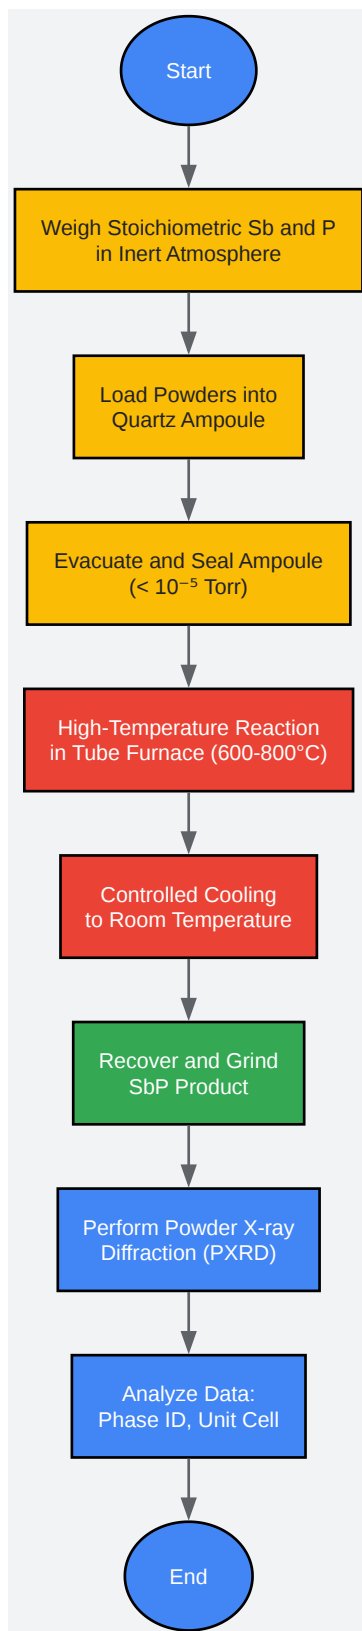 Start
Weigh Stoichiometric Sb and P
in Inert Atmosphere
Load Powders into
Quartz Ampoule
Evacuate and Seal Ampoule
(< 10⁻⁵ Torr)
High-Temperature Reaction
in Tube Furnace (600-800°C)
Controlled Cooling
to Room Temperature
Recover and Grind
SbP Product
Perform Powder X-ray
Diffraction (PXRD)
Analyze Data:
Phase ID, Unit Cell
End